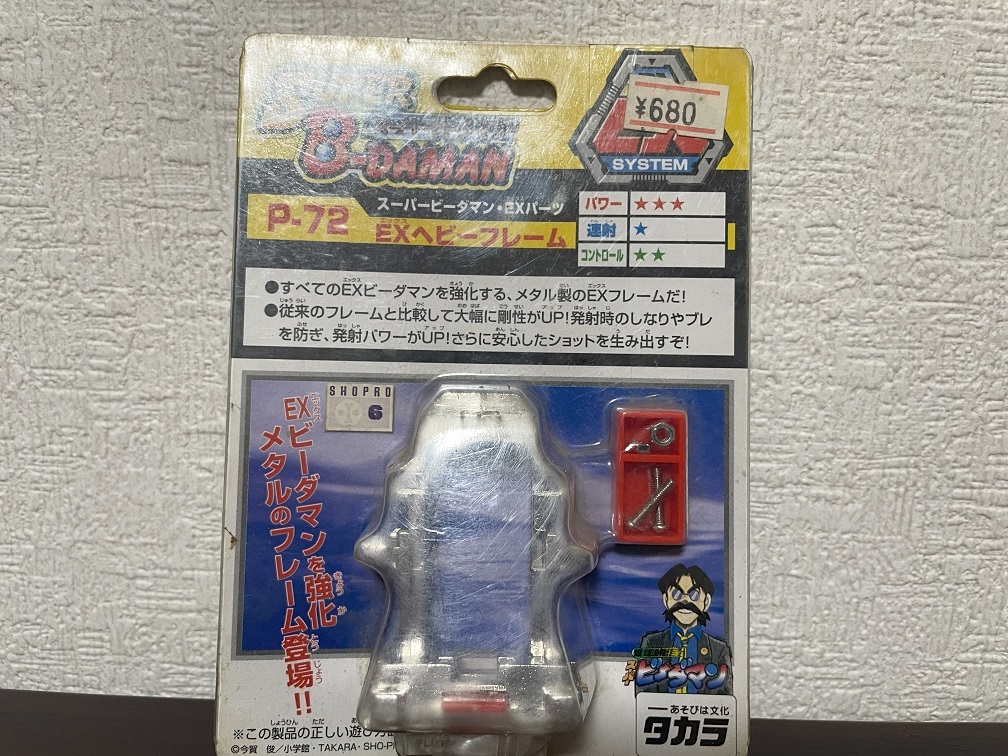 SUPER
B-DAMAN
¥680
EX
SYSTEM
スーパービーダマン・EXパーツ
P-72 EXヘビーフレーム
パワー ★★★
連射 ★
コントロール ★★
●すべてのEXビーダマンを強化する、メタル製のEXフレームだ!
●従来のフレームと比較して大幅に剛性がUP!発射時のしなりやブレ
を防ぎ、発射パワーがUP!さらに安心したショットを生み出すぞ!
SHOPRO
6
EXビーダマンを強化
メタルのフレーム登場!!
スーパービーダマン
あそびは文化
タカラ
※この製品の正しい遊び方
©今賀 俊／小学館・TAKARA・SHO-P